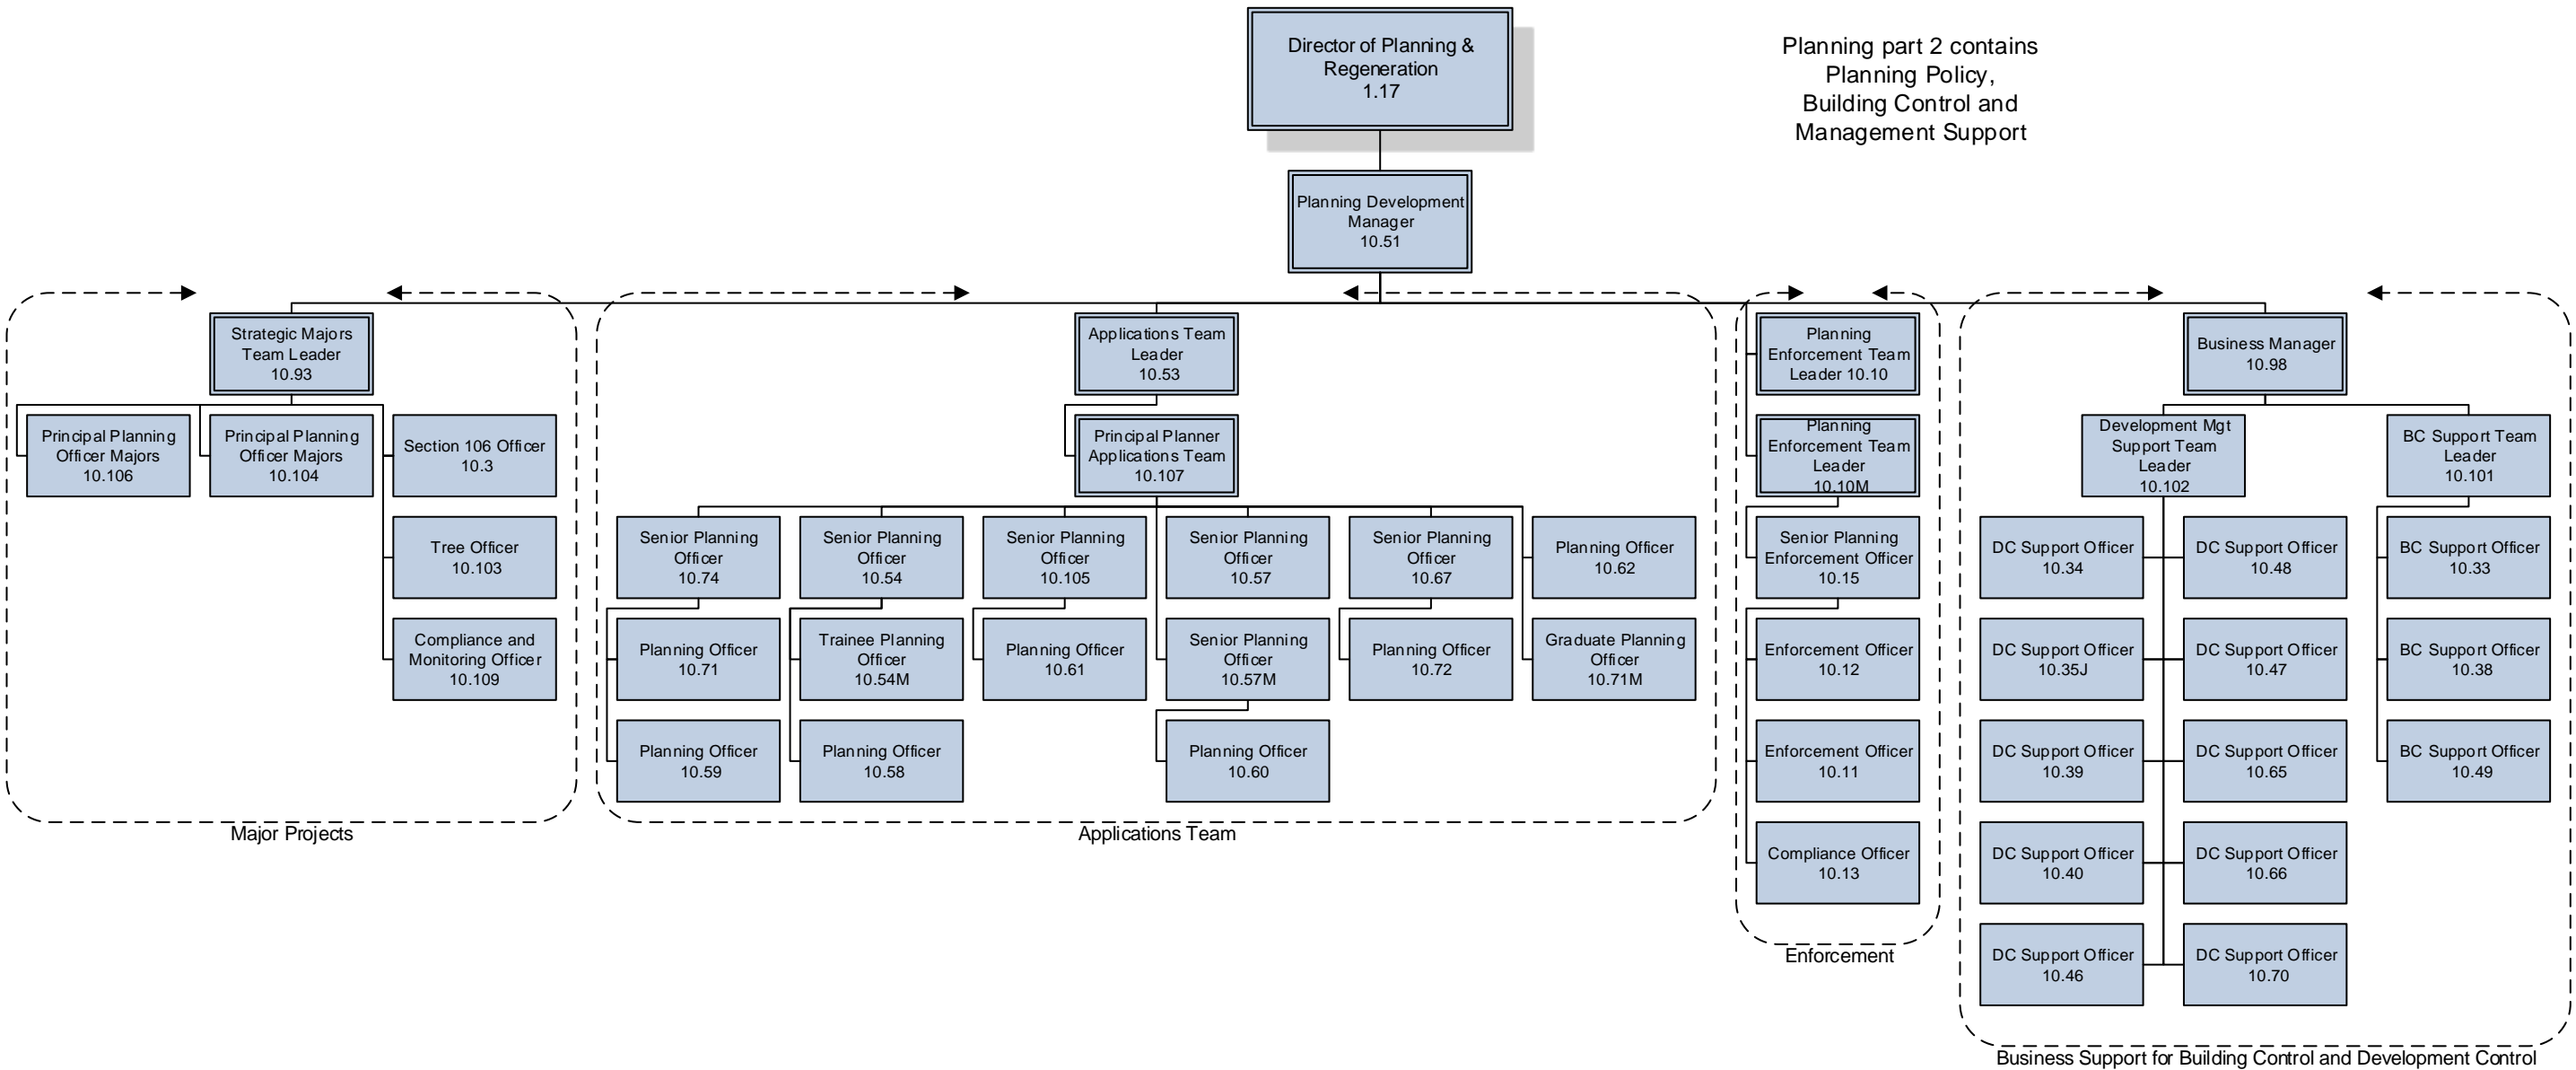 Director of Planning &
Regeneration
1.17
Planning part 2 contains
Planning Policy,
Building Control and
Management Support
Planning Development
Manager
10.51
Strategic Majors
Team Leader
10.93
Principal Planning
Officer Majors
10.106
Principal Planning
Officer Majors
10.104
Section 106 Officer
10.3
Tree Officer
10.103
Compliance and
Monitoring Officer
10.109
Major Projects
Applications Team
Leader
10.53
Principal Planner
Applications Team
10.107
Senior Planning
Officer
10.74
Senior Planning
Officer
10.54
Senior Planning
Officer
10.105
Senior Planning
Officer
10.57
Senior Planning
Officer
10.67
Planning Officer
10.62
Planning Officer
10.71
Trainee Planning
Officer
10.54M
Planning Officer
10.61
Senior Planning
Officer
10.57M
Planning Officer
10.72
Graduate Planning
Officer
10.71M
Planning Officer
10.59
Planning Officer
10.58
Planning Officer
10.60
Applications Team
Planning
Enforcement Team
Leader 10.10
Planning
Enforcement Team
Leader
10.10M
Senior Planning
Enforcement Officer
10.15
Enforcement Officer
10.12
Enforcement Officer
10.11
Compliance Officer
10.13
Enforcement
Business Manager
10.98
Development Mgt
Support Team
Leader
10.102
BC Support Team
Leader
10.101
DC Support Officer
10.34
DC Support Officer
10.48
BC Support Officer
10.33
DC Support Officer
10.35J
DC Support Officer
10.47
BC Support Officer
10.38
DC Support Officer
10.39
DC Support Officer
10.65
BC Support Officer
10.49
DC Support Officer
10.40
DC Support Officer
10.66
DC Support Officer
10.46
DC Support Officer
10.70
Business Support for Building Control and Development Control